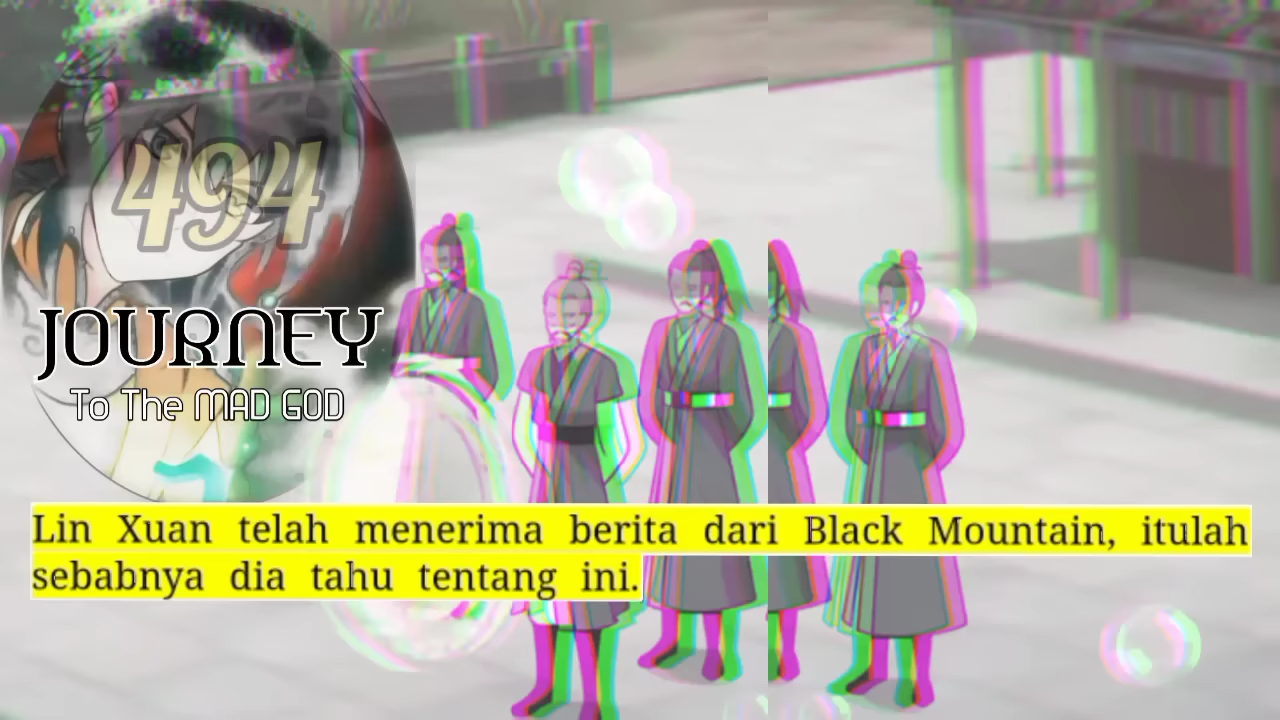 494
JOURNEY
To The MAD GOD
Lin Xuan telah menerima berita dari Black Mountain, itulah
sebabnya dia tahu tentang ini.